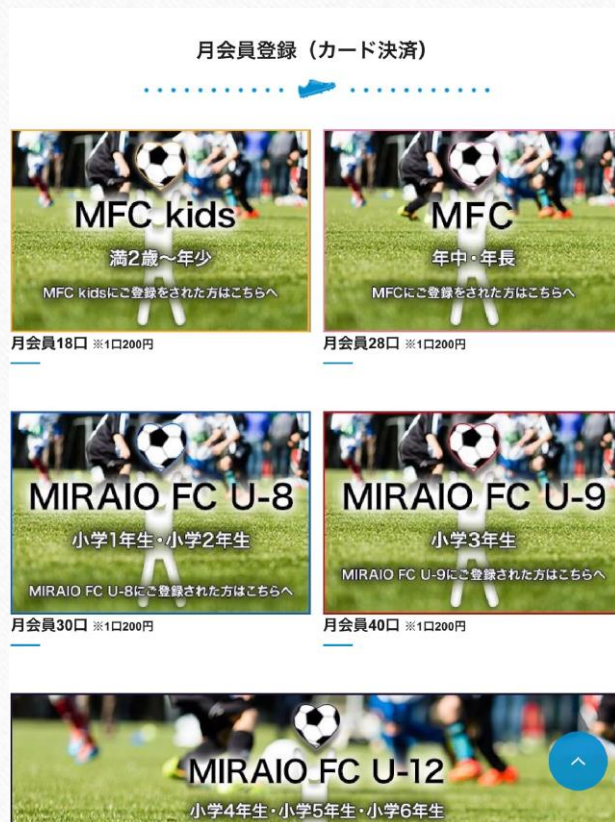 月会員登録（カード決済）
MFC kids
満2歳～年少
MFC kidsにご登録をされた方はこちらへ
月会員18口 ※1口200円
MFC
年中・年長
MFCにご登録をされた方はこちらへ
月会員28口 ※1口200円
MIRAIO FC U-8
小学1年生・小学2年生
MIRAIO FC U-8にご登録された方はこちらへ
月会員30口 ※1口200円
MIRAIO FC U-9
小学3年生
MIRAIO FC U-9にご登録された方はこちらへ
月会員40口 ※1口200円
MIRAIO FC U-12
小学4年生・小学5年生・小学6年生